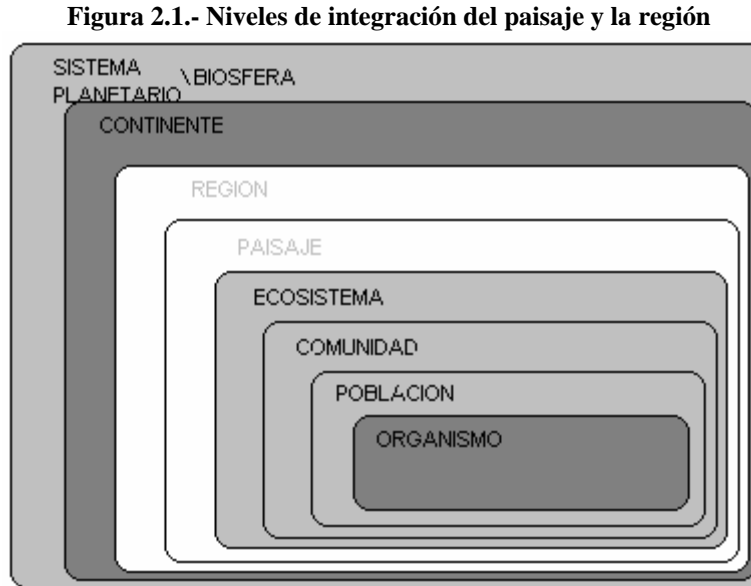 Figura 2.1.- Niveles de integración del paisaje y la región
SISTEMA \BIOSFERA
PLANETARIO
CONTINENTE
REGION
PAISAJE
ECOSISTEMA
COMUNIDAD
POBLACION
ORGANISMO